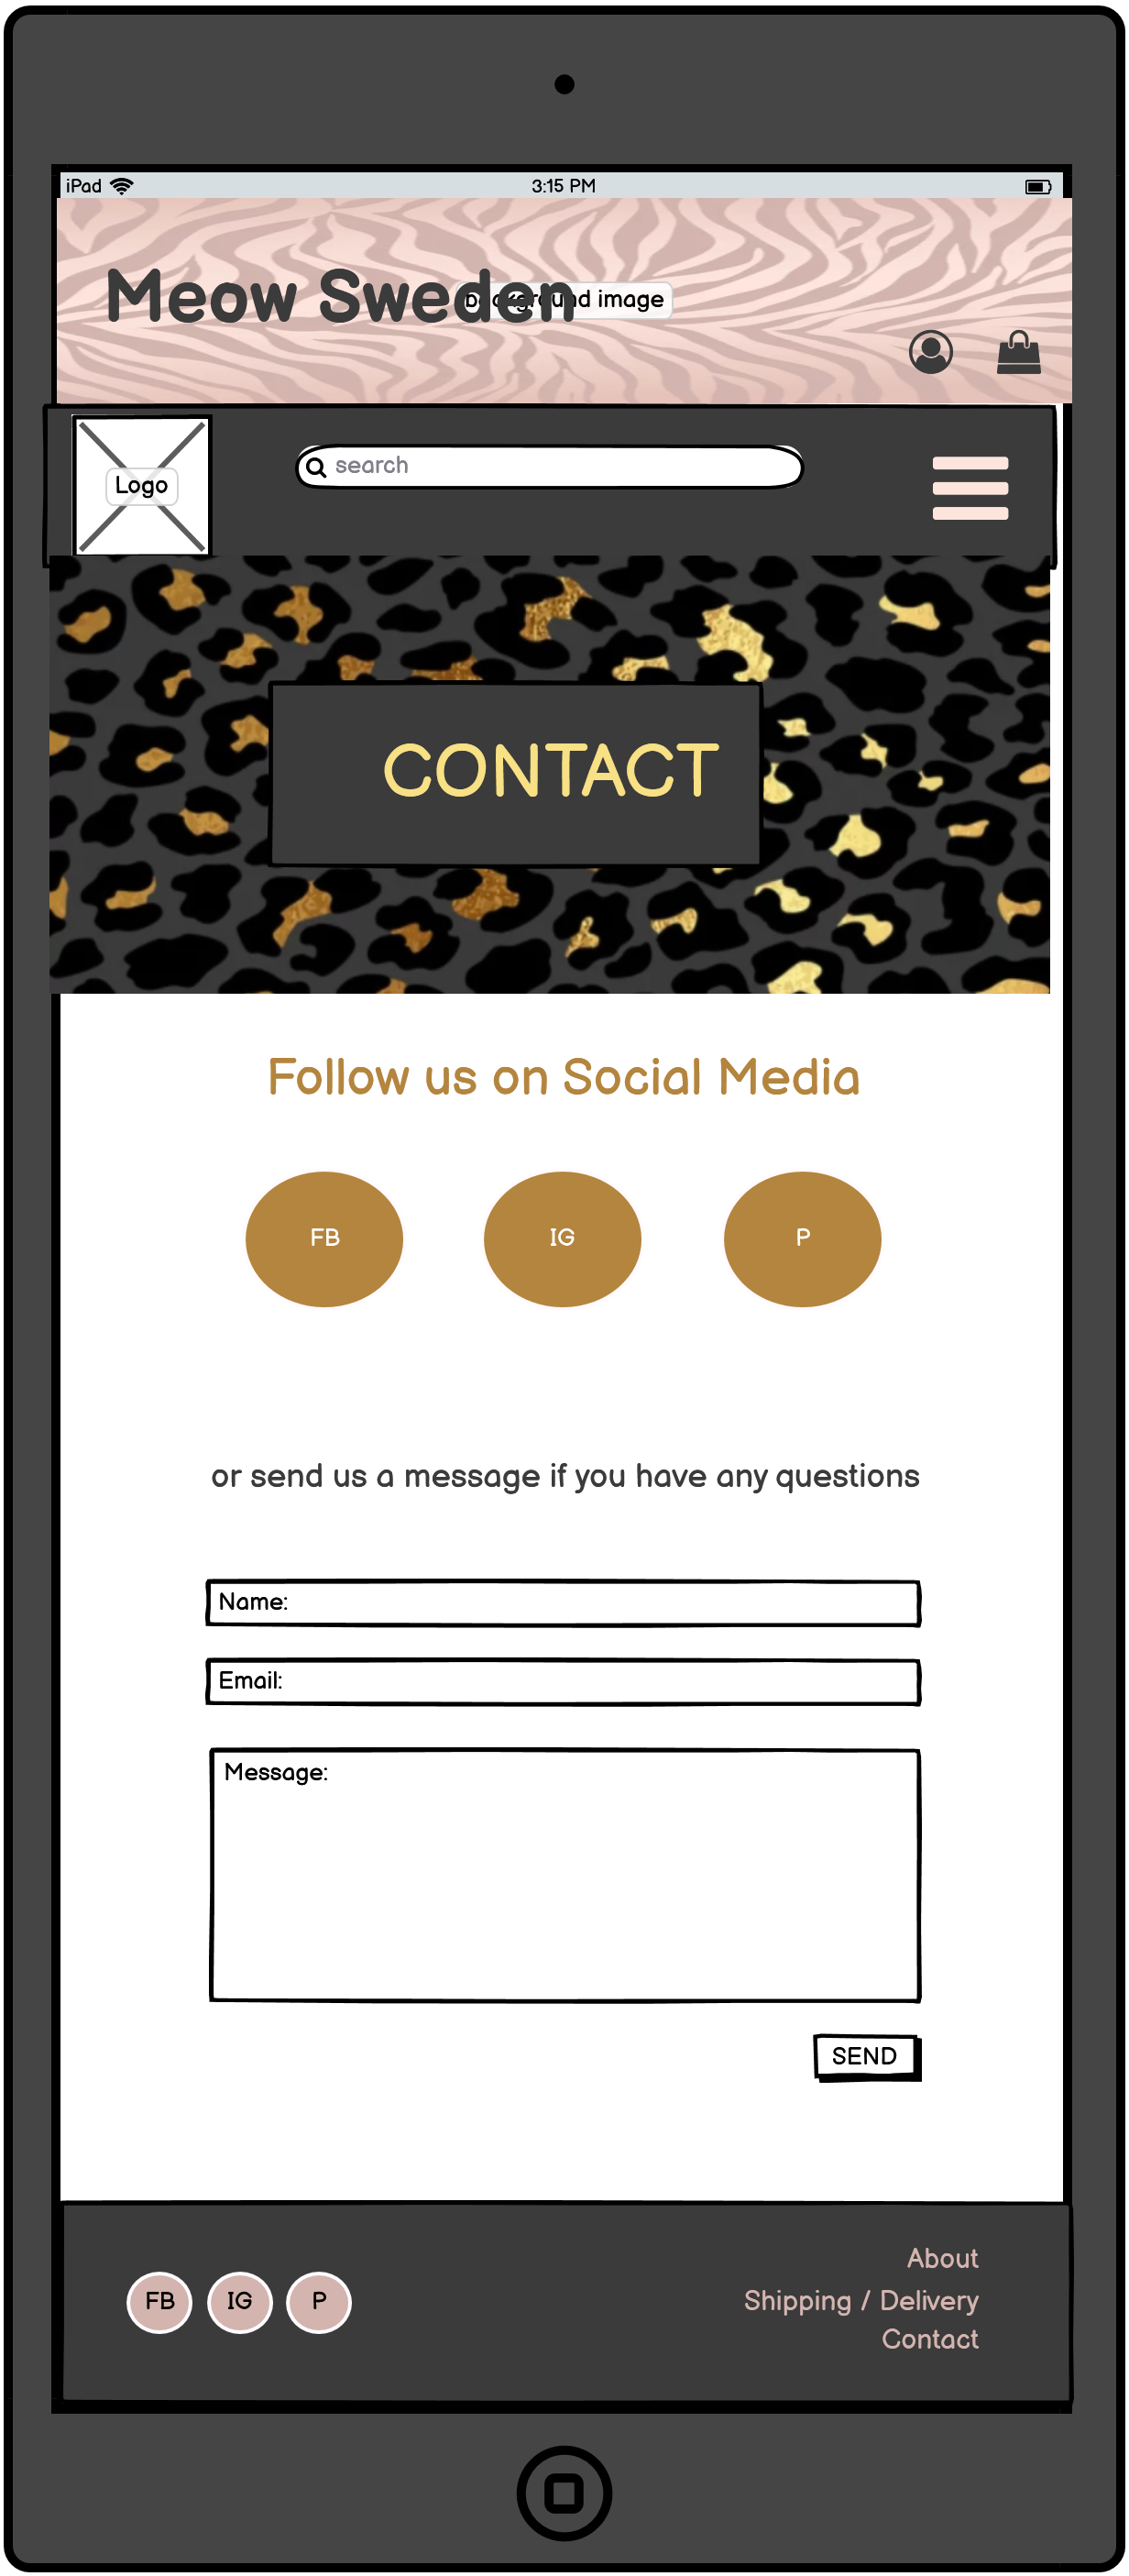 iPad
3:15 PM
Meow Sweden
background image
Logo
search
CONTACT
Follow us on Social Media
FB
IG
P
or send us a message if you have any questions
Name:
Email:
Message:
SEND
About
FB
IG
P
Shipping / Delivery
Contact